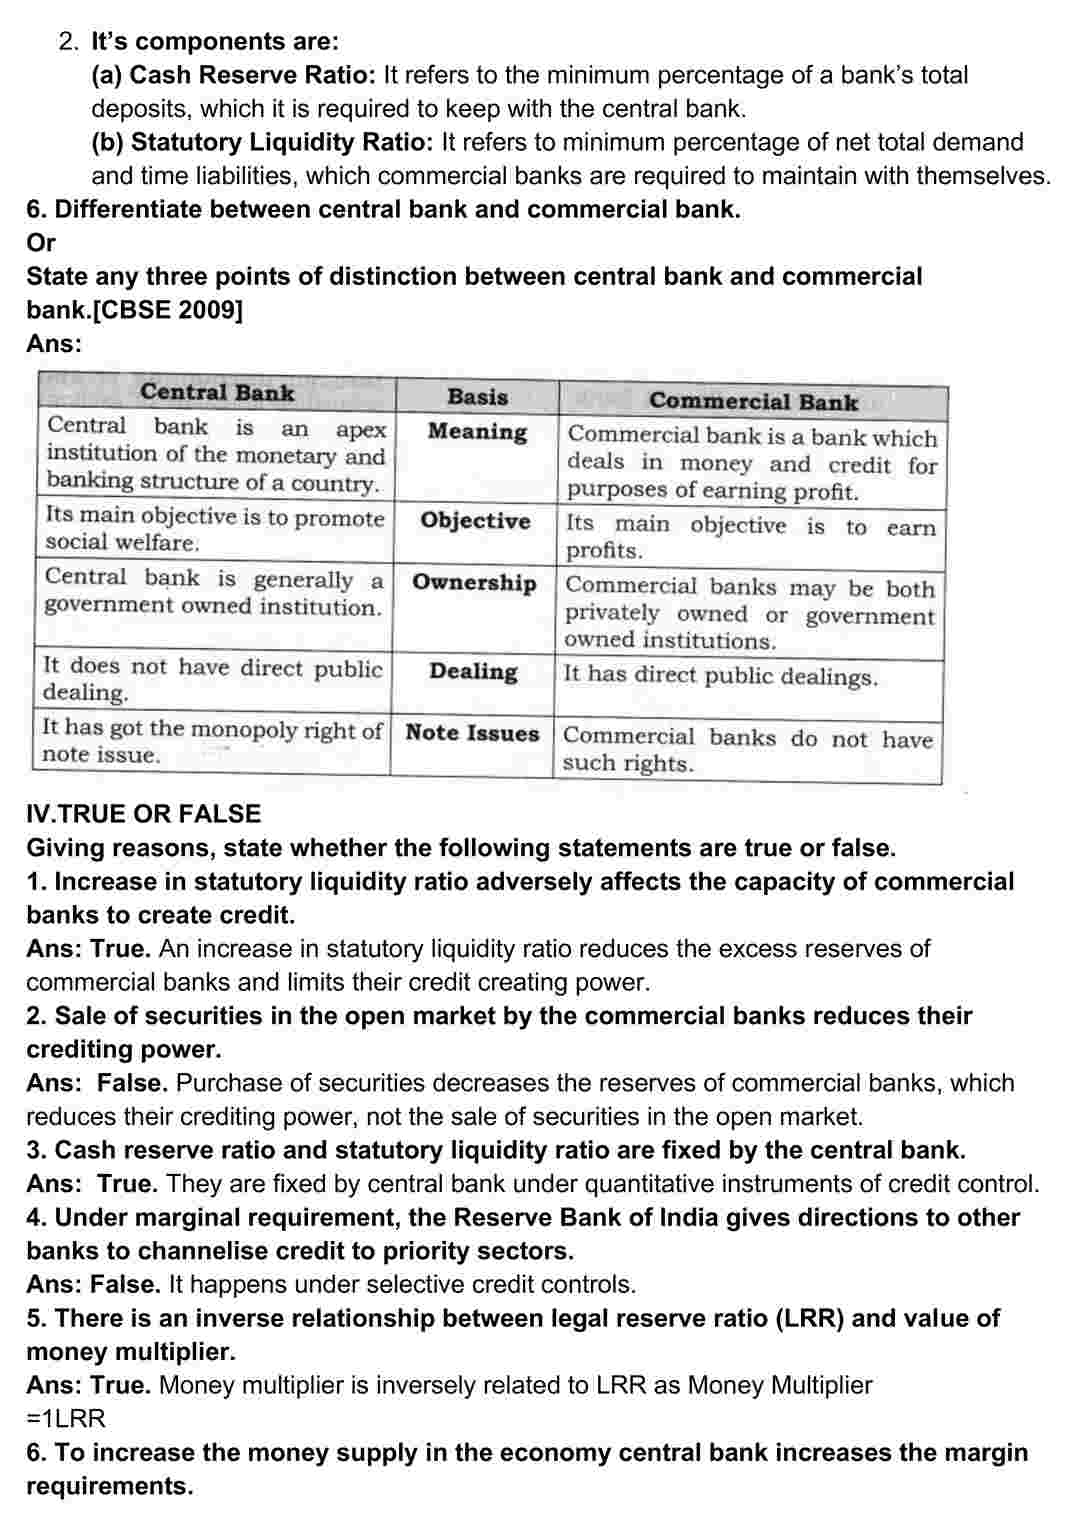 2. It's components are:
(a) Cash Reserve Ratio: It refers to the minimum percentage of a bank's total
deposits, which it is required to keep with the central bank.
(b) Statutory Liquidity Ratio: It refers to minimum percentage of net total demand
and time liabilities, which commercial banks are required to maintain with themselves.
6. Differentiate between central bank and commercial bank.
Or
State any three points of distinction between central bank and commercial
bank.[CBSE 2009]
Ans:
Central Bank Basis Commercial Bank
Central bank is an apex Meaning Commercial bank is a bank which
institution of the monetary and deals in money and credit for
banking structure of a country. purposes of earning profit.
Its main objective is to promote Objective Its main objective is to earn
social welfare. profits.
Central bank is generally a Ownership Commercial banks may be both
government owned institution. privately owned or government
owned institutions.
It does not have direct public Dealing It has direct public dealings.
dealing.
It has got the monopoly right of Note Issues Commercial banks do not have
note issue. such rights.
IV.TRUE OR FALSE
Giving reasons, state whether the following statements are true or false.
1. Increase in statutory liquidity ratio adversely affects the capacity of commercial
banks to create credit.
Ans: True. An increase in statutory liquidity ratio reduces the excess reserves of
commercial banks and limits their credit creating power.
2. Sale of securities in the open market by the commercial banks reduces their
crediting power.
Ans: False. Purchase of securities decreases the reserves of commercial banks, which
reduces their crediting power, not the sale of securities in the open market.
3. Cash reserve ratio and statutory liquidity ratio are fixed by the central bank.
Ans: True. They are fixed by central bank under quantitative instruments of credit control.
4. Under marginal requirement, the Reserve Bank of India gives directions to other
banks to channelise credit to priority sectors.
Ans: False. It happens under selective credit controls.
5. There is an inverse relationship between legal reserve ratio (LRR) and value of
money multiplier.
Ans: True. Money multiplier is inversely related to LRR as Money Multiplier
=1LRR
6. To increase the money supply in the economy central bank increases the margin
requirements.